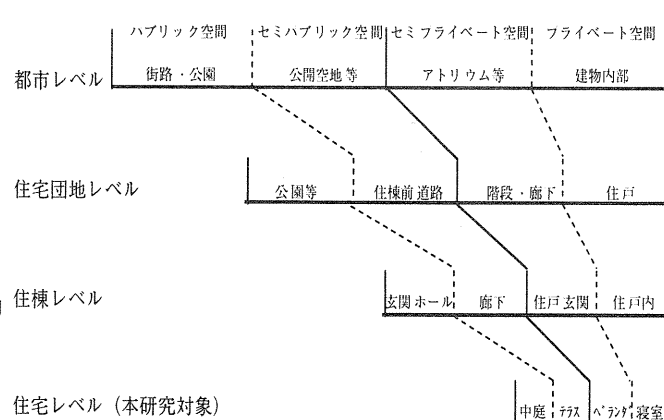 ハブリック空間 セミハブリック空間 セミフライベート空間 フライベート空間
都市レベル 街路・公園 公開空地等 アトリウム等 建物内部
住宅団地レベル 公園等 住棟前道路 階段・廊下 住戸
住棟レベル 玄関ホール 廊下 住戸玄関 住戸内
住宅レベル（本研究対象） 中庭 テラス ベランダ 寝室